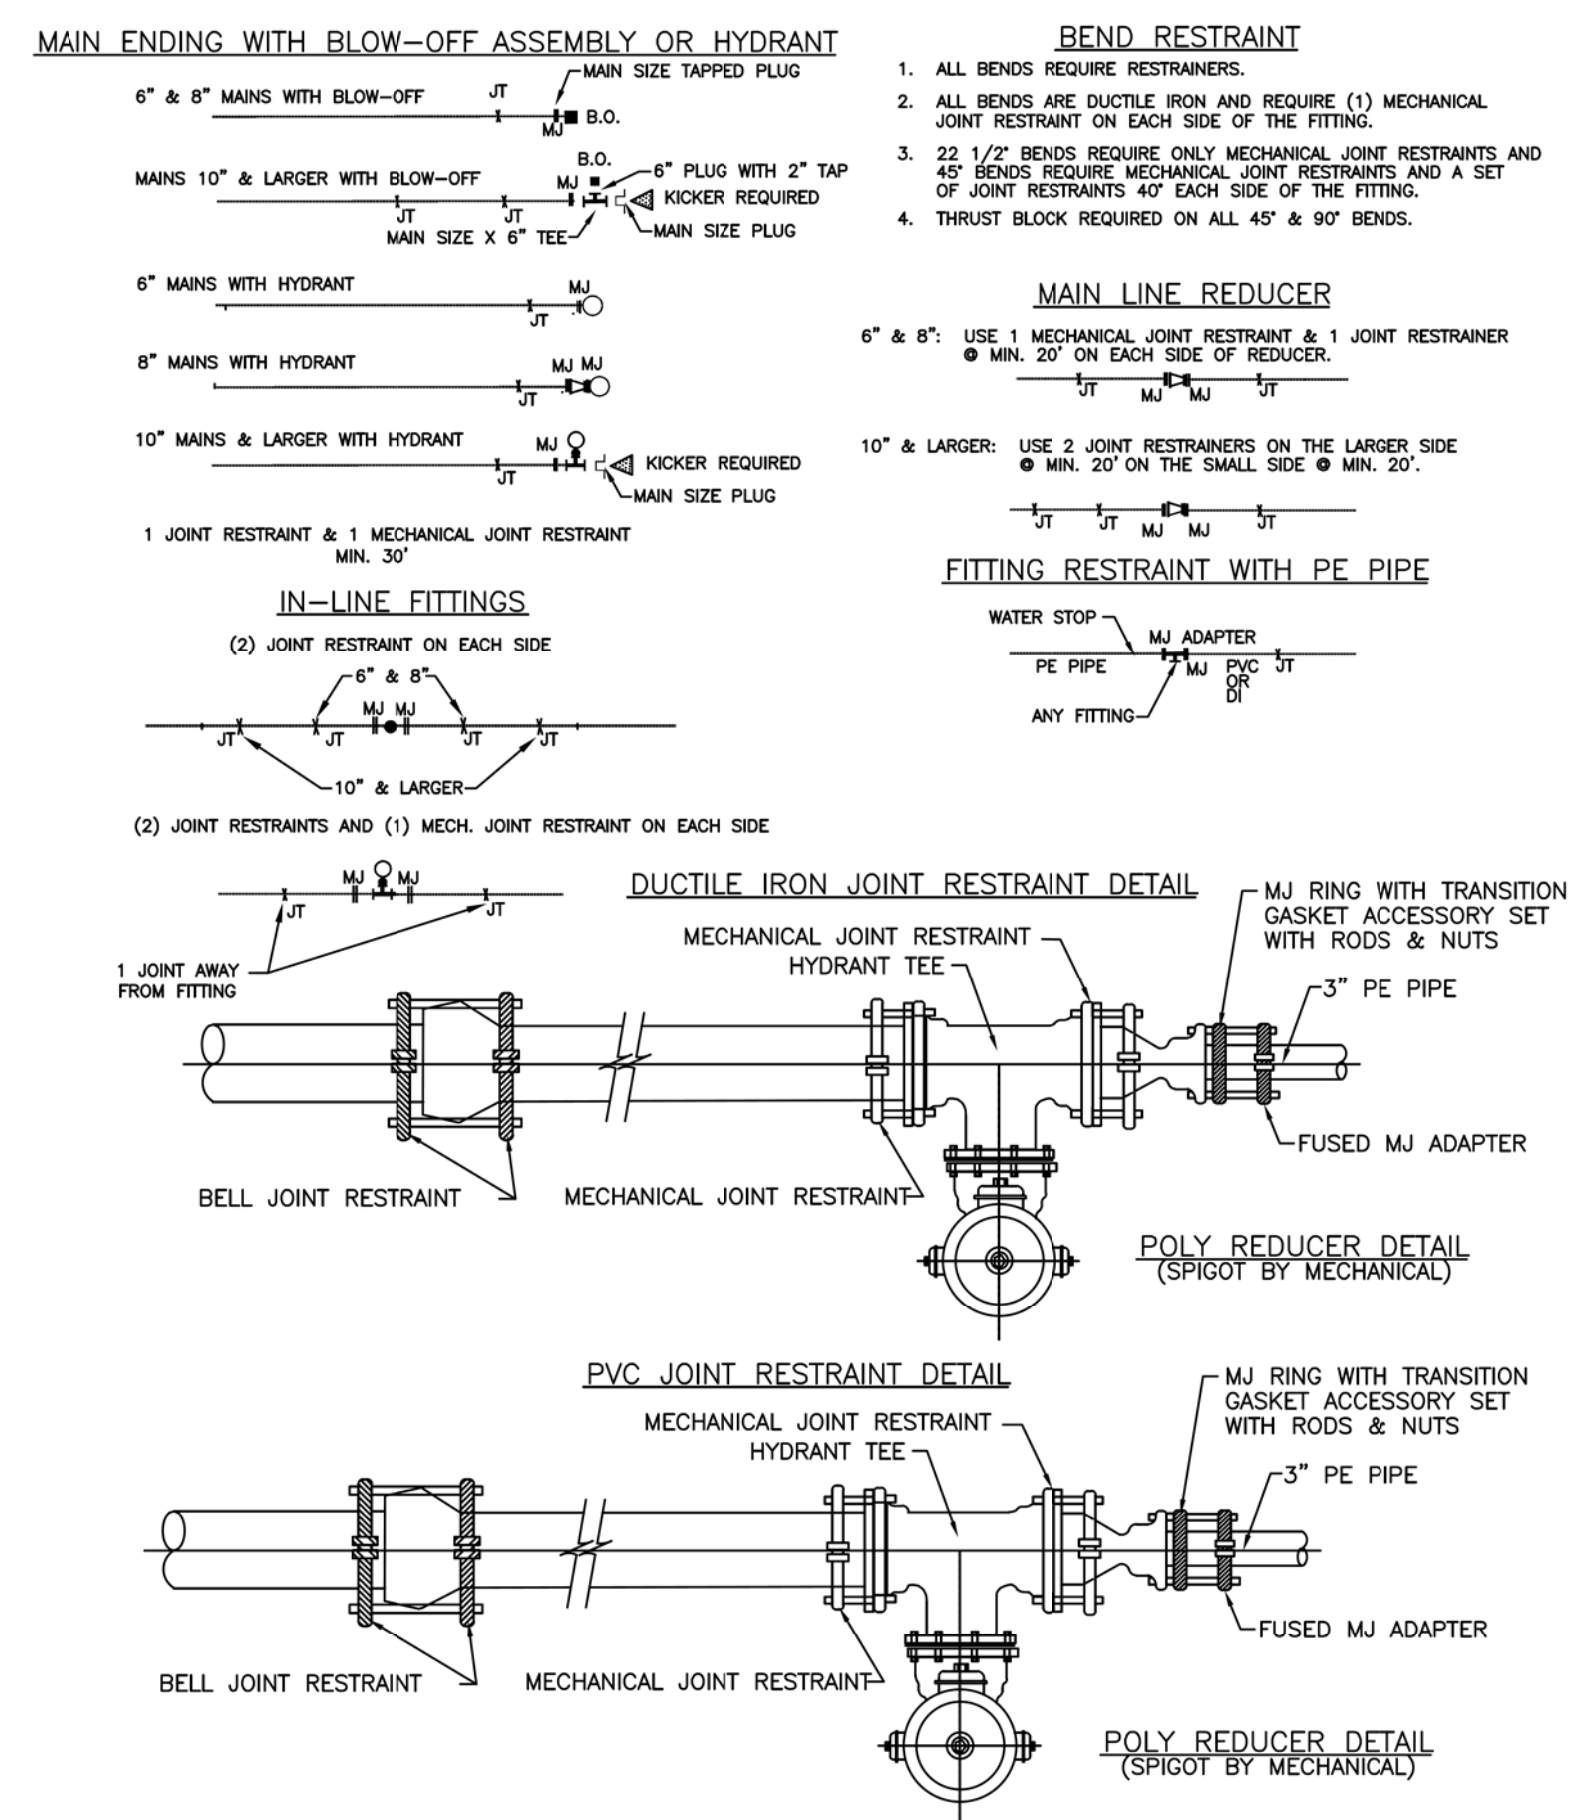 MAIN ENDING WITH BLOW-OFF ASSEMBLY OR HYDRANT
MAIN SIZE TAPPED PLUG
6" & 8" MAINS WITH BLOW-OFF
JT
B.O.
MJ
B.O.
6" PLUG WITH 2" TAP
MAINS 10" & LARGER WITH BLOW-OFF
MJ
KICKER REQUIRED
JT
JT
MAIN SIZE X 6" TEE
MAIN SIZE PLUG
6" MAINS WITH HYDRANT
MJ
JT
8" MAINS WITH HYDRANT
MJ MJ
JT
10" MAINS & LARGER WITH HYDRANT
MJ
KICKER REQUIRED
JT
MAIN SIZE PLUG
1 JOINT RESTRAINT & 1 MECHANICAL JOINT RESTRAINT
MIN. 30'
IN-LINE FITTINGS
(2) JOINT RESTRAINT ON EACH SIDE
6" & 8"
MJ MJ
JT
JT
JT
JT
10" & LARGER
(2) JOINT RESTRAINTS AND (1) MECH. JOINT RESTRAINT ON EACH SIDE
MJ
MJ
JT
JT
1 JOINT AWAY
FROM FITTING
BEND RESTRAINT
1. ALL BENDS REQUIRE RESTRAINERS.
2. ALL BENDS ARE DUCTILE IRON AND REQUIRE (1) MECHANICAL
JOINT RESTRAINT ON EACH SIDE OF THE FITTING.
3. 22 1/2° BENDS REQUIRE ONLY MECHANICAL JOINT RESTRAINTS AND
45° BENDS REQUIRE MECHANICAL JOINT RESTRAINTS AND A SET
OF JOINT RESTRAINTS 40° EACH SIDE OF THE FITTING.
4. THRUST BLOCK REQUIRED ON ALL 45° & 90° BENDS.
MAIN LINE REDUCER
6" & 8": USE 1 MECHANICAL JOINT RESTRAINT & 1 JOINT RESTRAINER
@ MIN. 20' ON EACH SIDE OF REDUCER.
JT
MJ
MJ
JT
10" & LARGER: USE 2 JOINT RESTRAINERS ON THE LARGER SIDE
@ MIN. 20' ON THE SMALL SIDE @ MIN. 20'.
JT
JT
MJ
MJ
JT
FITTING RESTRAINT WITH PE PIPE
WATER STOP
MJ ADAPTER
PE PIPE
MJ
PVC
OR
DI
JT
ANY FITTING
DUCTILE IRON JOINT RESTRAINT DETAIL
MJ RING WITH TRANSITION
GASKET ACCESSORY SET
WITH RODS & NUTS
MECHANICAL JOINT RESTRAINT
HYDRANT TEE
3" PE PIPE
FUSED MJ ADAPTER
BELL JOINT RESTRAINT
MECHANICAL JOINT RESTRAINT
POLY REDUCER DETAIL
(SPIGOT BY MECHANICAL)
PVC JOINT RESTRAINT DETAIL
MJ RING WITH TRANSITION
GASKET ACCESSORY SET
WITH RODS & NUTS
MECHANICAL JOINT RESTRAINT
HYDRANT TEE
3" PE PIPE
FUSED MJ ADAPTER
BELL JOINT RESTRAINT
MECHANICAL JOINT RESTRAINT
POLY REDUCER DETAIL
(SPIGOT BY MECHANICAL)